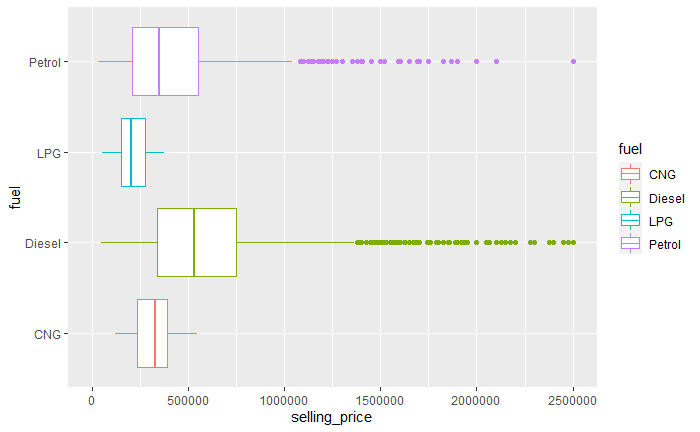 fuel
Petrol
LPG
Diesel
CNG
0
500000
1000000
1500000
2000000
2500000
selling_price
fuel
CNG
Diesel
LPG
Petrol